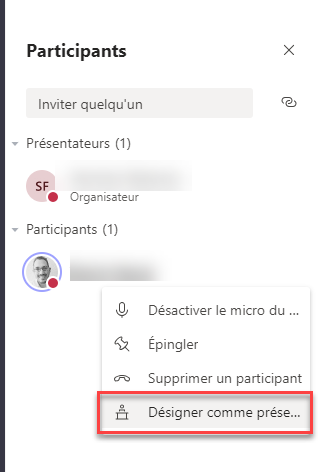 Participants
Inviter quelqu'un
Présentateurs (1)
SF
Organisateur
Participants (1)
Désactiver le micro du ...
Épingler
Supprimer un participant
Désigner comme prése...